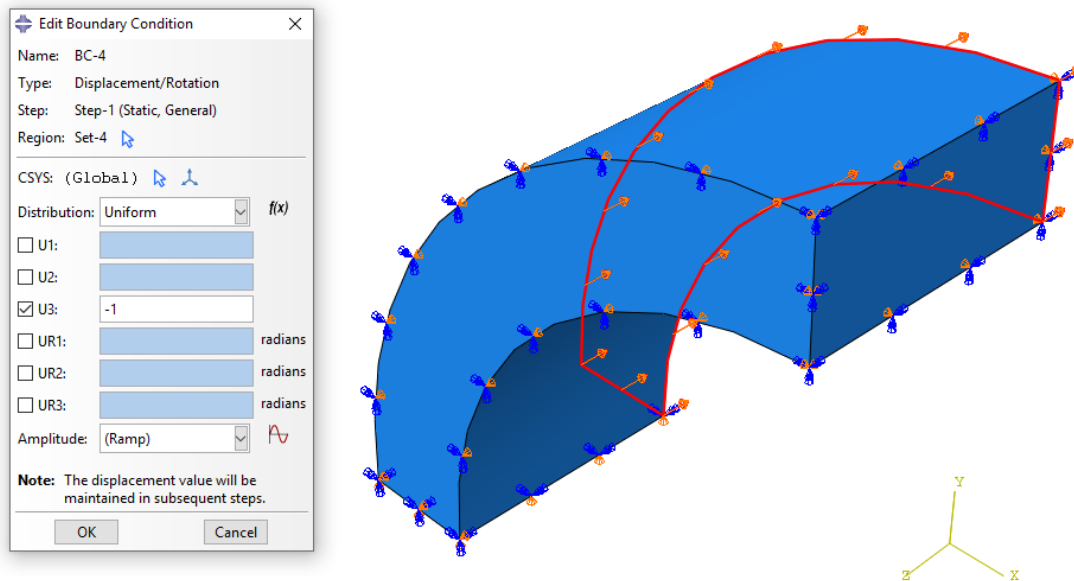 Edit Boundary Condition
Name: BC-4
Type: Displacement/Rotation
Step: Step-1 (Static, General)
Region: Set-4
CSYS: (Global)
Distribution: Uniform f(x)
U1:
U2:
U3: -1
UR1: radians
UR2: radians
UR3: radians
Amplitude: (Ramp)
Note: The displacement value will be
maintained in subsequent steps.
OK Cancel
Y
Z X